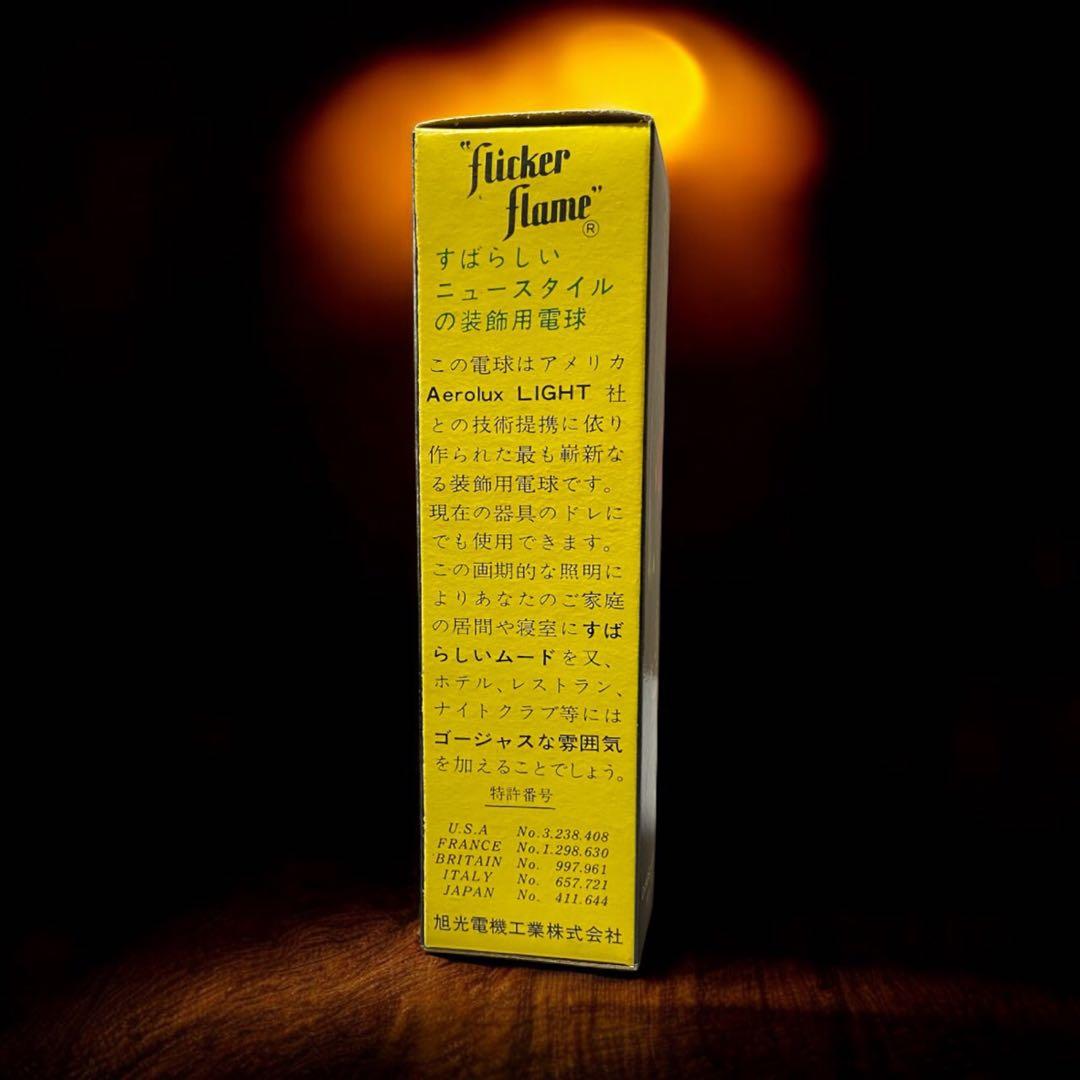 "flicker
flame"®
すばらしい
ニュースタイル
の装飾用電球
この電球はアメリカ
Aerolux LIGHT 社
との技術提携に依り
作られた最も嶄新な
る装飾用電球です。
現在の器具のドレに
でも使用できます。
この画期的な照明に
よりあなたのご家庭
の居間や寝室にすば
らしいムードを又、
ホテル、レストラン、
ナイトクラブ等には
ゴージャスな雰囲気
を加えることでしょう。
特許番号
U.S.A No.3.238.408
FRANCE No.1.298.630
BRITAIN No. 997.961
ITALY No. 657.721
JAPAN No. 411.644
旭光電機工業株式会社